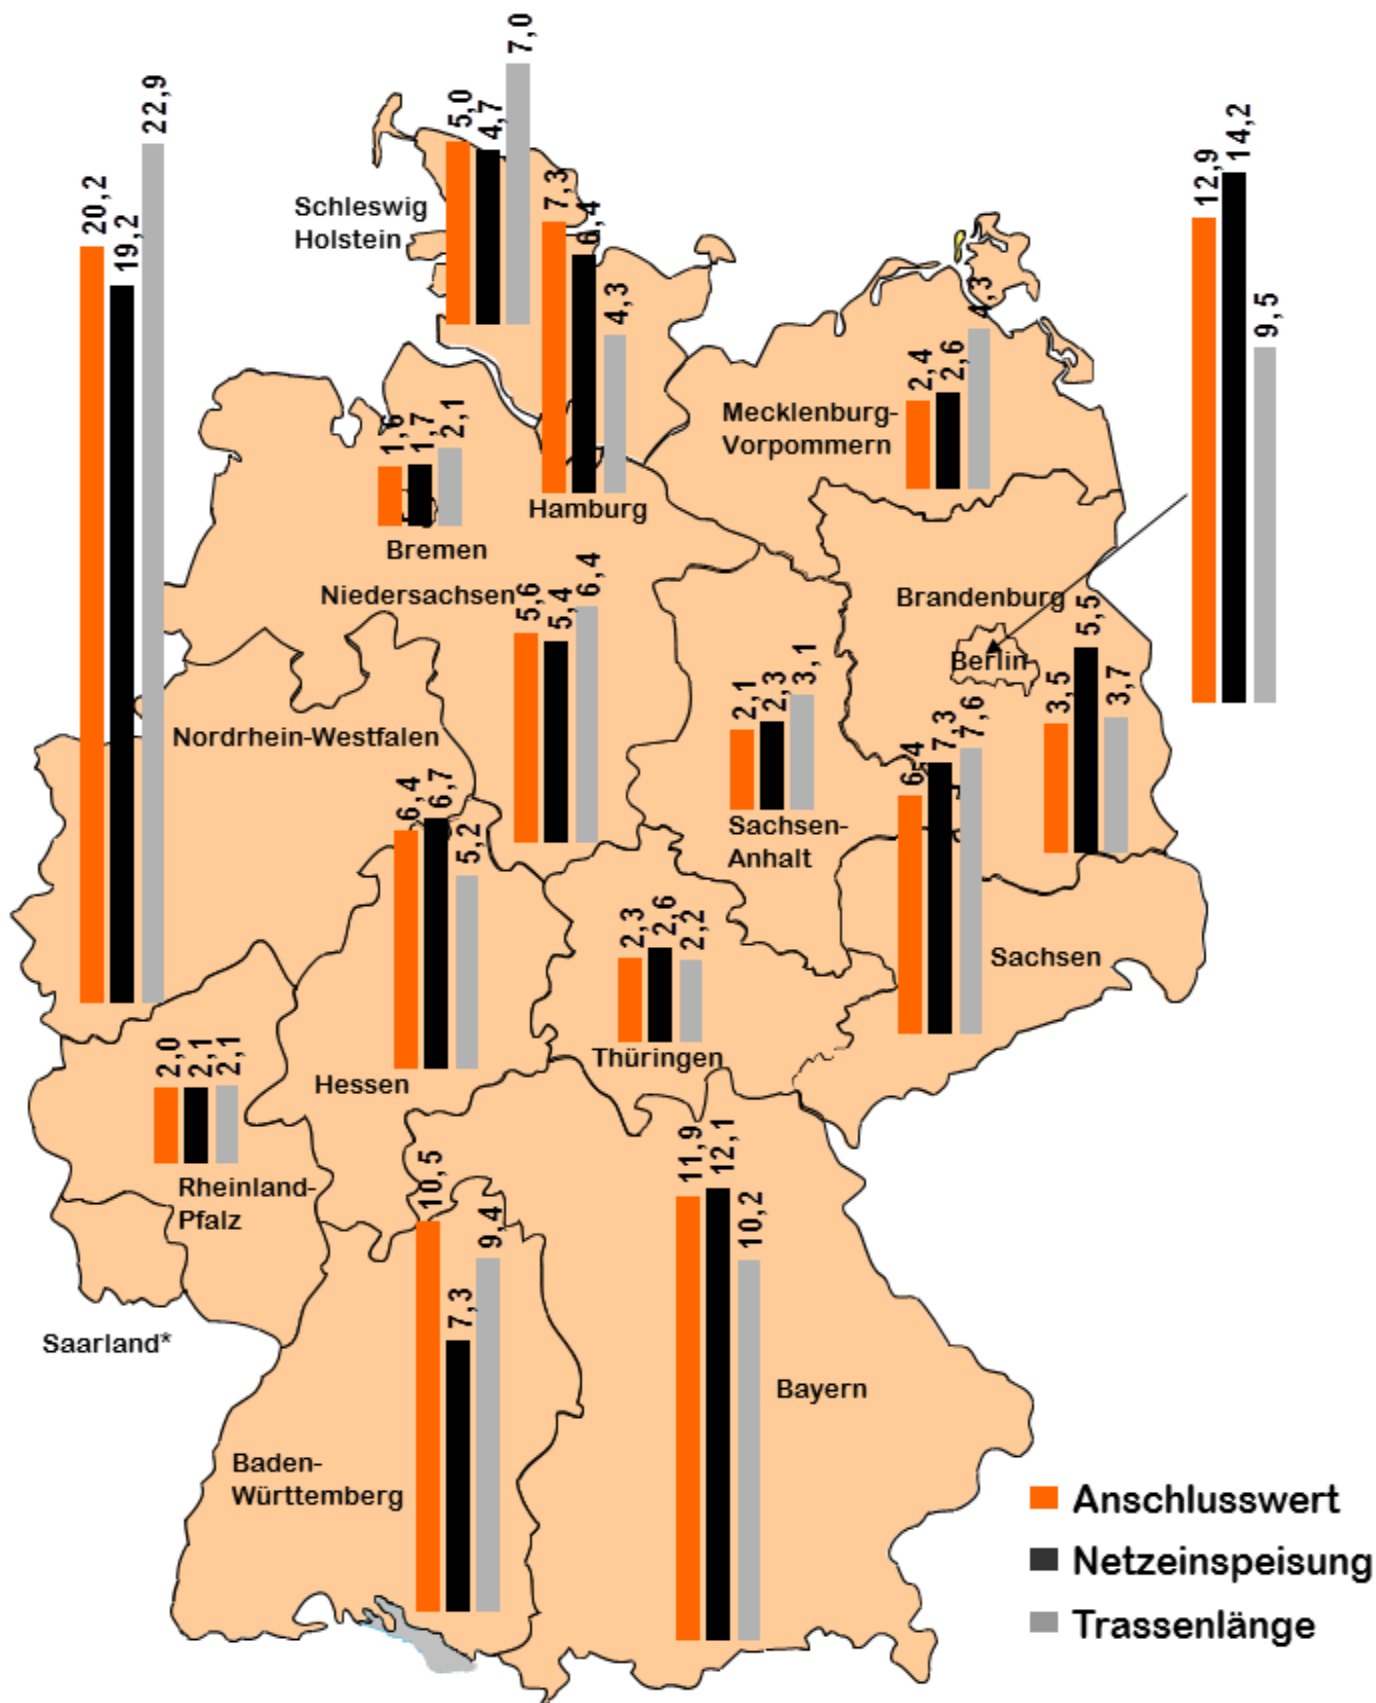 5,0
4,7
7,0
Schleswig
Holstein
20,2
19,2
22,9
7,3
6,4
4,3
12,9
14,2
9,5
2,4
2,6
4,3
Mecklenburg-
Vorpommern
1,6
1,7
2,1
Hamburg
Bremen
Niedersachsen
5,6
5,4
6,4
Brandenburg
Berlin
3,5
5,5
3,7
2,1
2,3
3,1
Sachsen-
Anhalt
Nordrhein-Westfalen
6,4
7,3
7,6
Sachsen
6,4
6,7
5,2
Hessen
2,3
2,6
2,2
Thüringen
2,0
2,1
2,1
Rheinland-
Pfalz
Saarland*
10,5
7,3
9,4
Baden-
Württemberg
11,9
12,1
10,2
Bayern
Anschlusswert
Netzeinspeisung
Trassenlänge